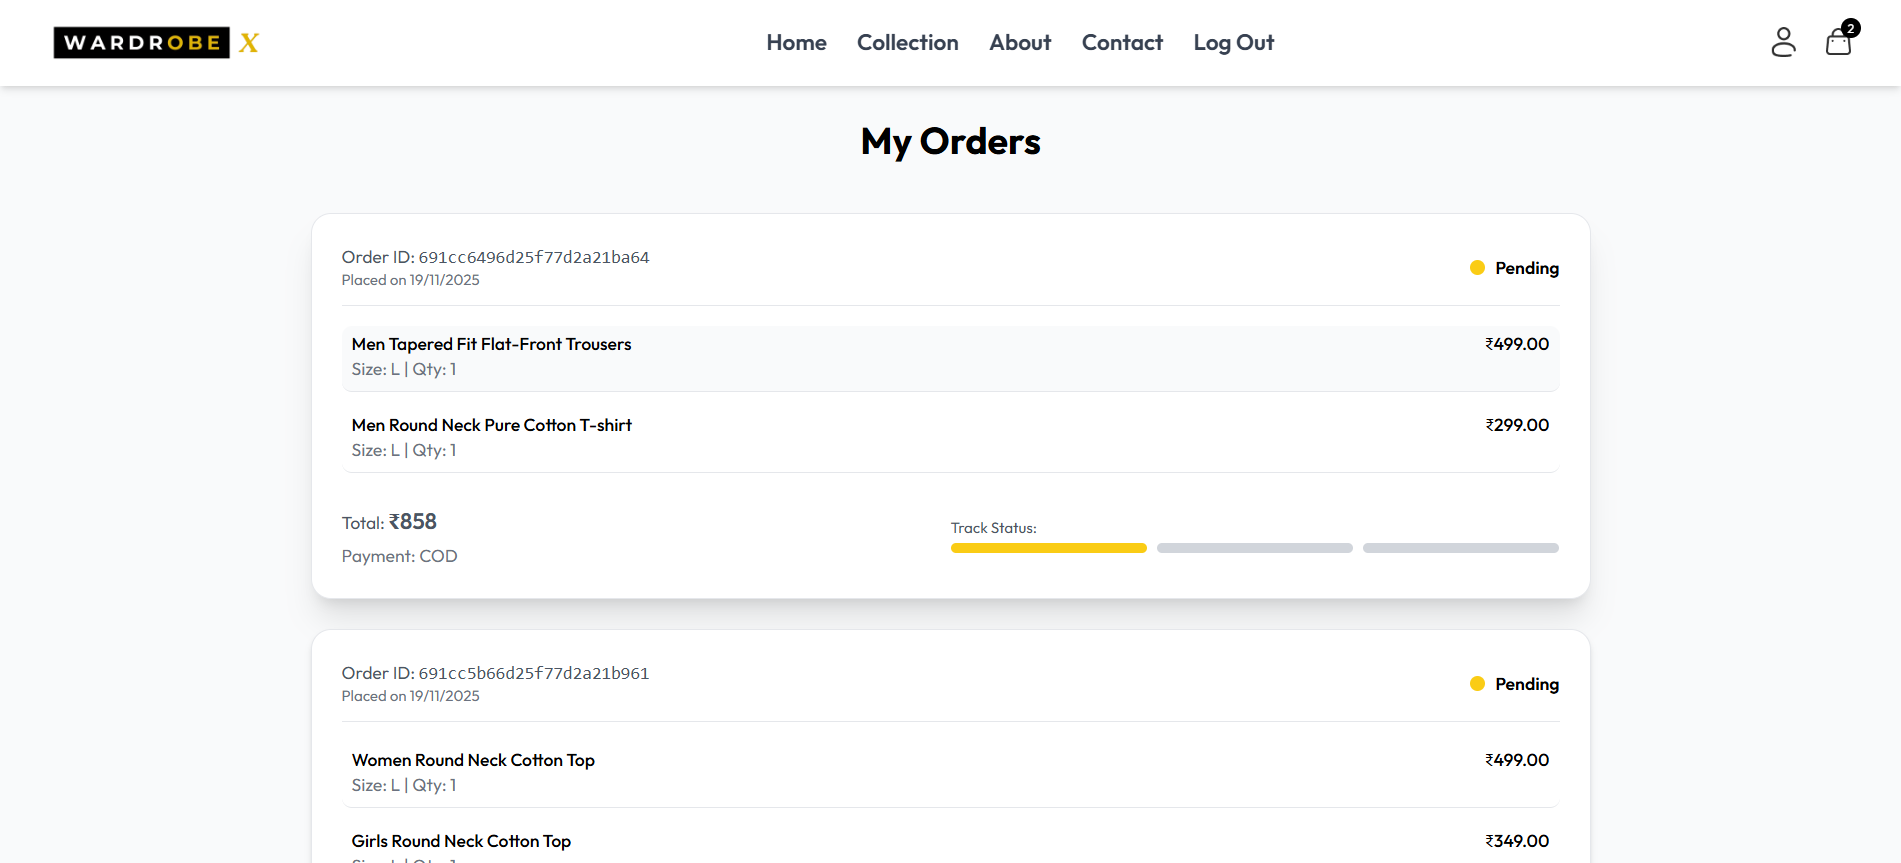 WARDROBE X
Home Collection About Contact Log Out
2
My Orders
Order ID: 691cc6496d25f77d2a21ba64
Placed on 19/11/2025
Pending
Men Tapered Fit Flat-Front Trousers
₹499.00
Size: L | Qty: 1
Men Round Neck Pure Cotton T-shirt
₹299.00
Size: L | Qty: 1
Total: ₹858
Payment: COD
Track Status:
Order ID: 691cc5b66d25f77d2a21b961
Placed on 19/11/2025
Pending
Women Round Neck Cotton Top
₹499.00
Size: L | Qty: 1
Girls Round Neck Cotton Top
₹349.00